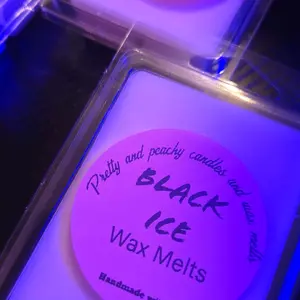 Pretty and peachy candles and wax melts
BLACK
ICE
Wax Melts
Handmade